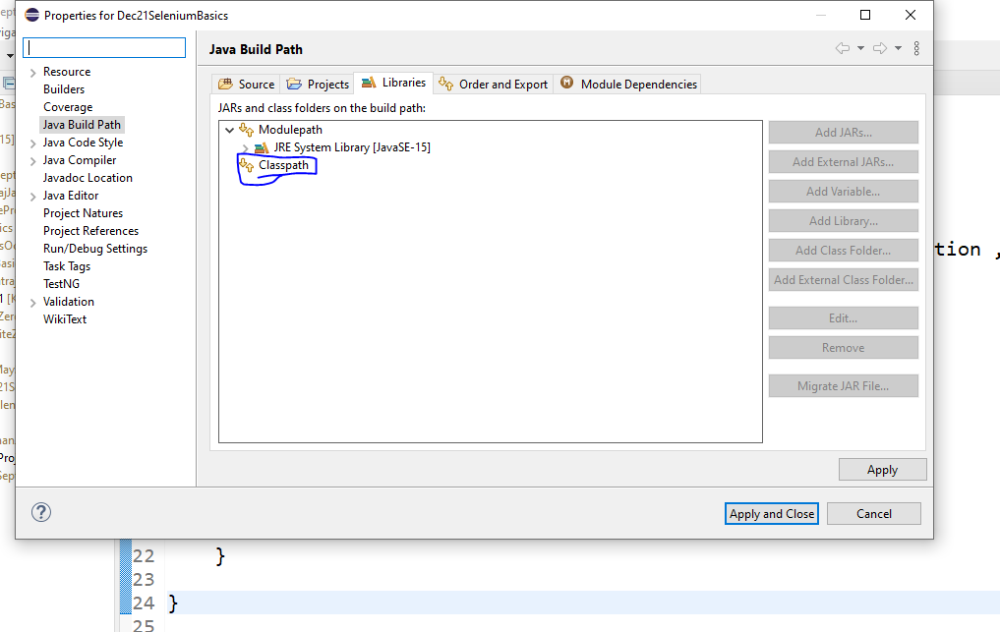 Properties for Dec21SeleniumBasics
Java Build Path
Resource
Builders
Coverage
Java Build Path
Java Code Style
Java Compiler
Javadoc Location
Java Editor
Project Natures
Project References
Run/Debug Settings
Task Tags
TestNG
Validation
WikiText
Source Projects Libraries Order and Export Module Dependencies
JARs and class folders on the build path:
Modulepath
JRE System Library [JavaSE-15]
Classpath
Add JARs...
Add External JARs...
Add Variable...
Add Library...
Add Class Folder...
Add External Class Folder...
Edit...
Remove
Migrate JAR File...
Apply
Apply and Close Cancel
tion ,
22 }
23
24 }
25